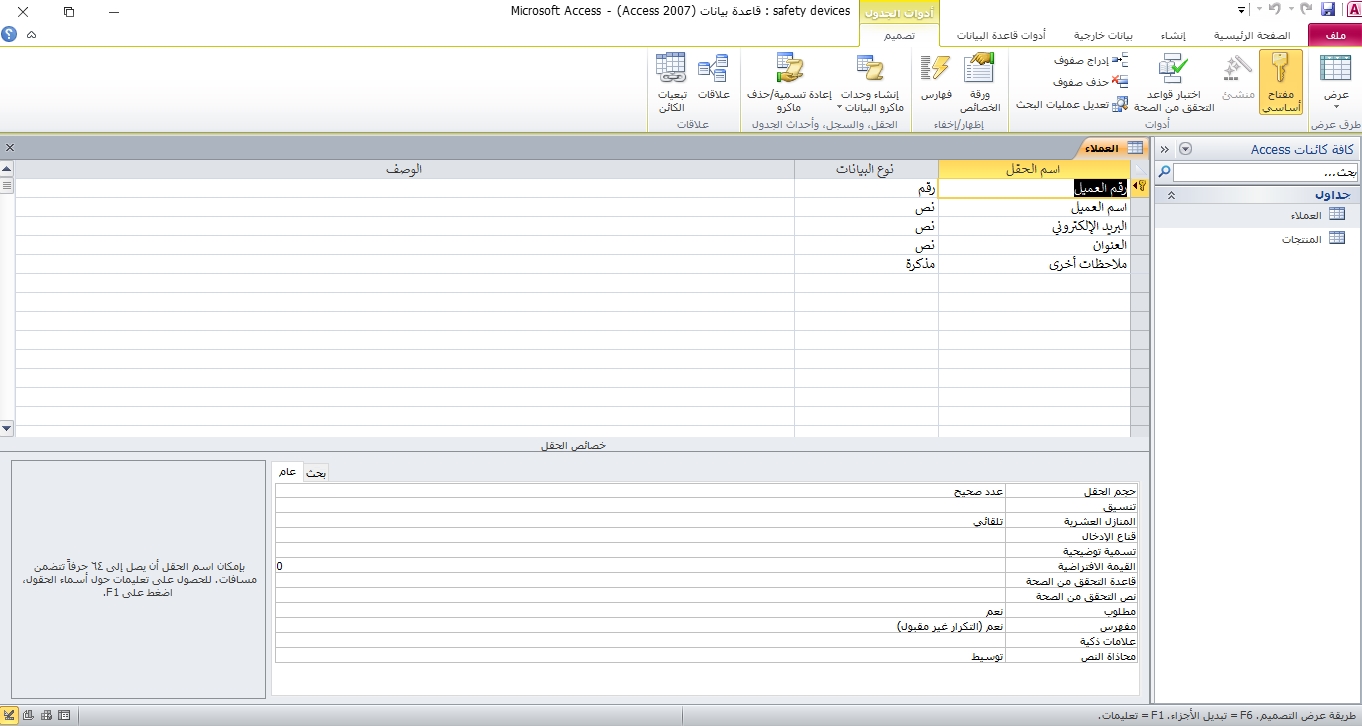 safety devices : قاعدة بيانات (Access 2007) - Microsoft Access
أدوات الجدول
ملف
الصفحة الرئيسية
إنشاء
بيانات خارجية
أدوات قاعدة البيانات
تصميم
عرض
طرق عرض
مفتاح أساسي
منشئ
اختبار قواعد التحقق من الصحة
إدراج صفوف
حذف صفوف
تعديل عمليات البحث
أدوات
ورقة الخصائص
فهارس
إظهار/إخفاء
إنشاء وحدات ماكرو البيانات
إعادة تسمية/حذف ماكرو
الحقل، والسجل، وأحداث الجدول
علاقات
تبعيات الكائن
علاقات
كافة كائنات Access
بحث...
جداول
العملاء
المنتجات
العملاء
اسم الحقل نوع البيانات الوصف
رقم العميل رقم
اسم العميل نص
البريد الإلكتروني نص
العنوان نص
ملاحظات أخرى مذكرة
خصائص الحقل
عام بحث
حجم الحقل عدد صحيح
تنسيق
المنازل العشرية تلقائي
قناع الإدخال
تسمية توضيحية
القيمة الافتراضية 0
قاعدة التحقق من الصحة
نص التحقق من الصحة
مطلوب نعم
مفهرس نعم (التكرار غير مقبول)
علامات ذكية
محاذاة النص توسيط
بإمكان اسم الحقل أن يصل إلى ٦٤ حرفاً تتضمن
مسافات. للحصول على تعليمات حول أسماء الحقول،
اضغط على F1.
طريقة عرض التصميم. F6 = تبديل الأجزاء. F1 = تعليمات.